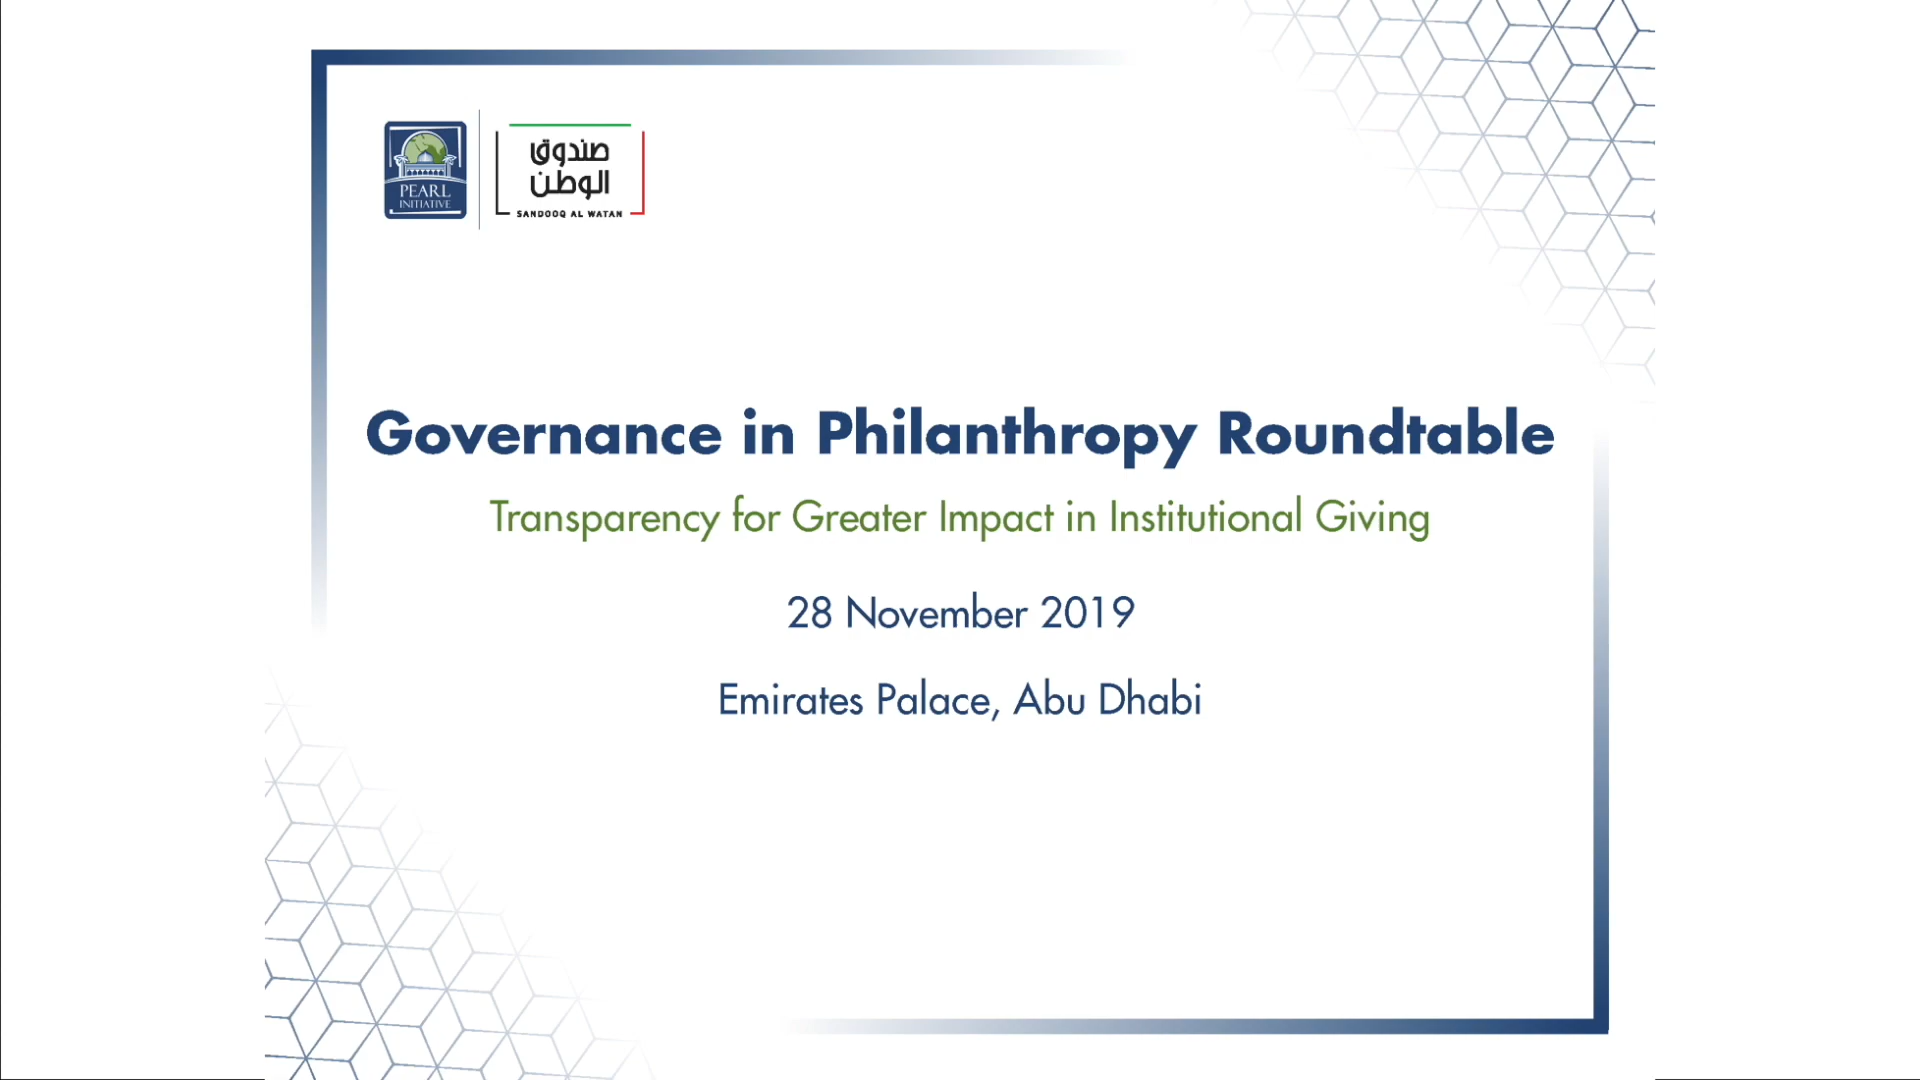 PEARL
INITIATIVE
صندوق
الوطن
SANDOOQ AL WATAN
Governance in Philanthropy Roundtable
Transparency for Greater Impact in Institutional Giving
28 November 2019
Emirates Palace, Abu Dhabi